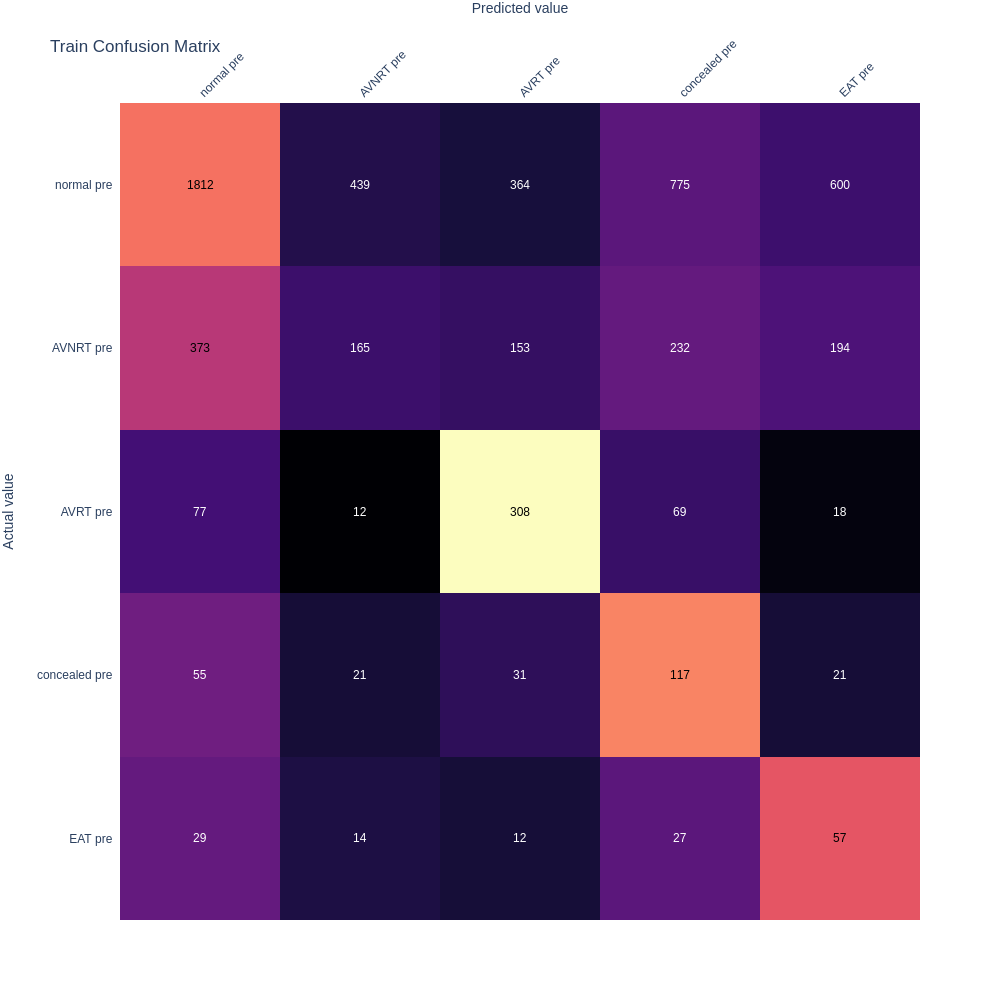 Predicted value
Train Confusion Matrix
normal pre
AVNRT pre
AVRT pre
concealed pre
EAT pre
normal pre 1812 439 364 775 600
AVNRT pre 373 165 153 232 194
AVRT pre 77 12 308 69 18
concealed pre 55 21 31 117 21
EAT pre 29 14 12 27 57
Actual value